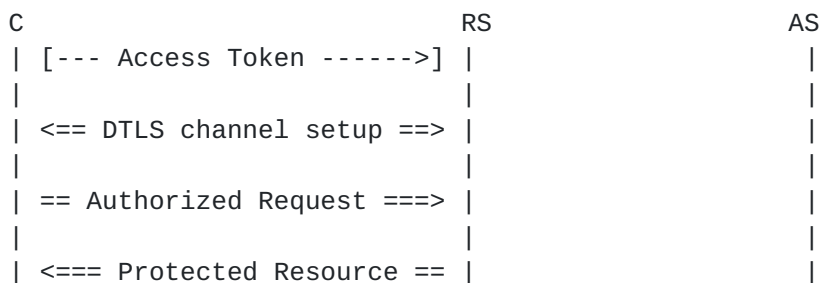 C                            RS                   AS
| [--- Access Token ------>] |                     |
|                            |                     |
| <== DTLS channel setup ==> |                     |
|                            |                     |
| == Authorized Request ===> |                     |
|                            |                     |
| <=== Protected Resource == |                     |